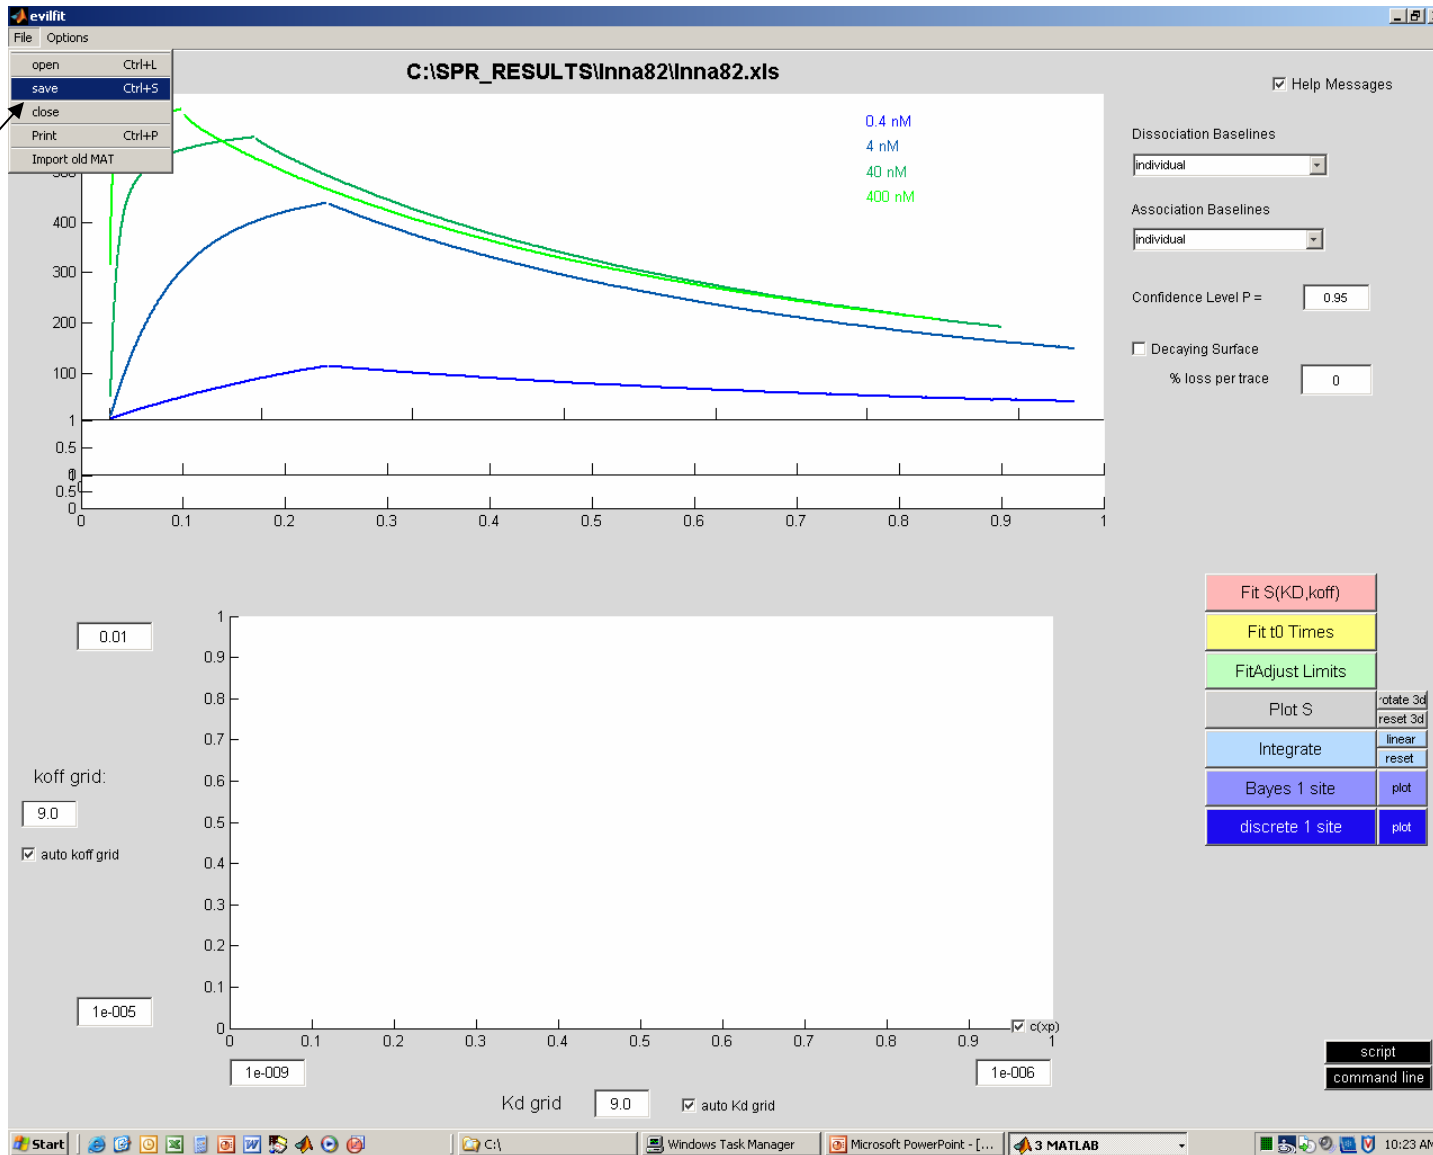 evilfit
File Options
open Ctrl+L
save Ctrl+S
close
Print Ctrl+P
Import old MAT
C:\SPR_RESULTS\Inna82\Inna82.xls
0.4 nM
4 nM
40 nM
400 nM
400
300
200
100
1
0.5
0.5
0
0 0.1 0.2 0.3 0.4 0.5 0.6 0.7 0.8 0.9 1
Help Messages
Dissociation Baselines
individual
Association Baselines
individual
Confidence Level P = 0.95
Decaying Surface
% loss per trace 0
Fit S(KD,koff)
Fit t0 Times
FitAdjust Limits
Plot S
rotate 3d
reset 3d
Integrate
linear
reset
Bayes 1 site plot
discrete 1 site plot
0.01
koff grid:
9.0
auto koff grid
1e-005
1
0.9
0.8
0.7
0.6
0.5
0.4
0.3
0.2
0.1
0
0 0.1 0.2 0.3 0.4 0.5 0.6 0.7 0.8 0.9 1
c(xp)
1e-009 1e-006
Kd grid 9.0 auto Kd grid
script
command line
Start C:\ Windows Task Manager Microsoft PowerPoint - [... 3 MATLAB 10:23 AM